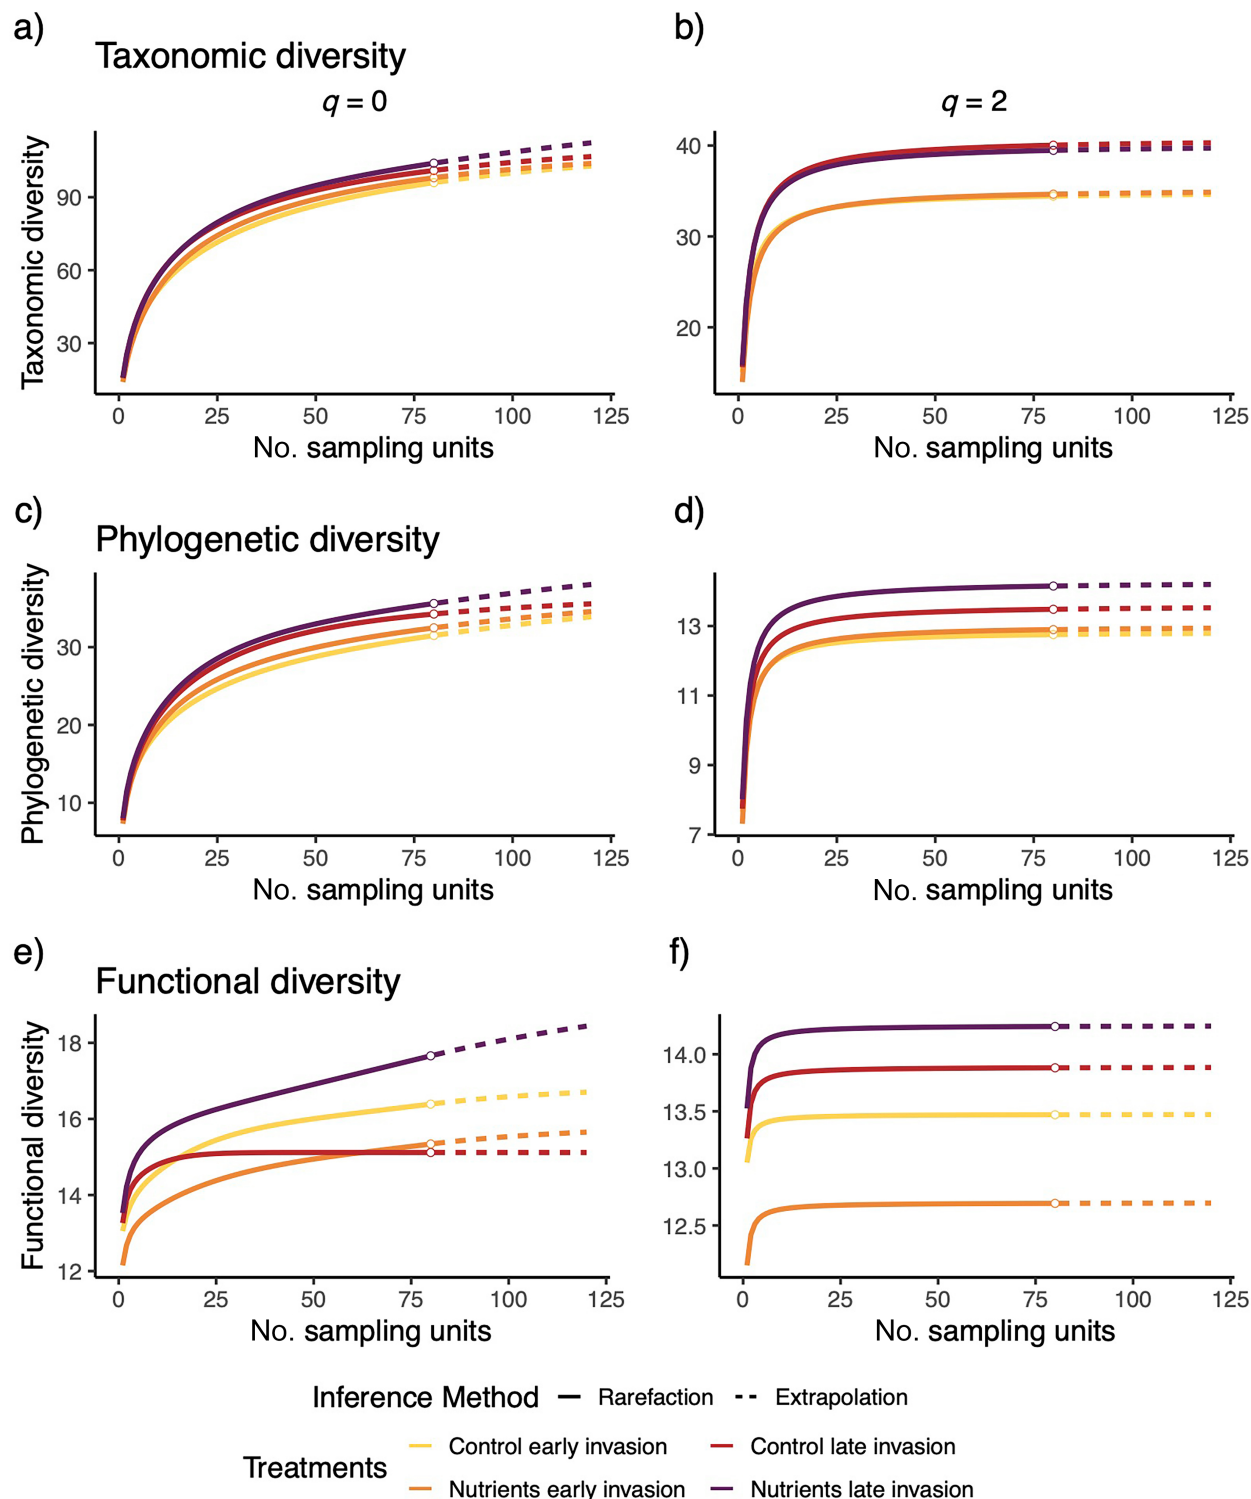 a)
Taxonomic diversity
q = 0
Taxonomic diversity
90
60
30
0 25 50 75 100 125
No. sampling units
b)
q = 2
40
30
20
0 25 50 75 100 125
No. sampling units
c)
Phylogenetic diversity
Phylogenetic diversity
30
20
10
0 25 50 75 100 125
No. sampling units
d)
13
11
9
7
0 25 50 75 100 125
No. sampling units
e)
Functional diversity
Functional diversity
18
16
14
12
0 25 50 75 100 125
No. sampling units
f)
14.0
13.5
13.0
12.5
0 25 50 75 100 125
No. sampling units
Inference Method Rarefaction Extrapolation
Treatments
Control early invasion Control late invasion
Nutrients early invasion Nutrients late invasion